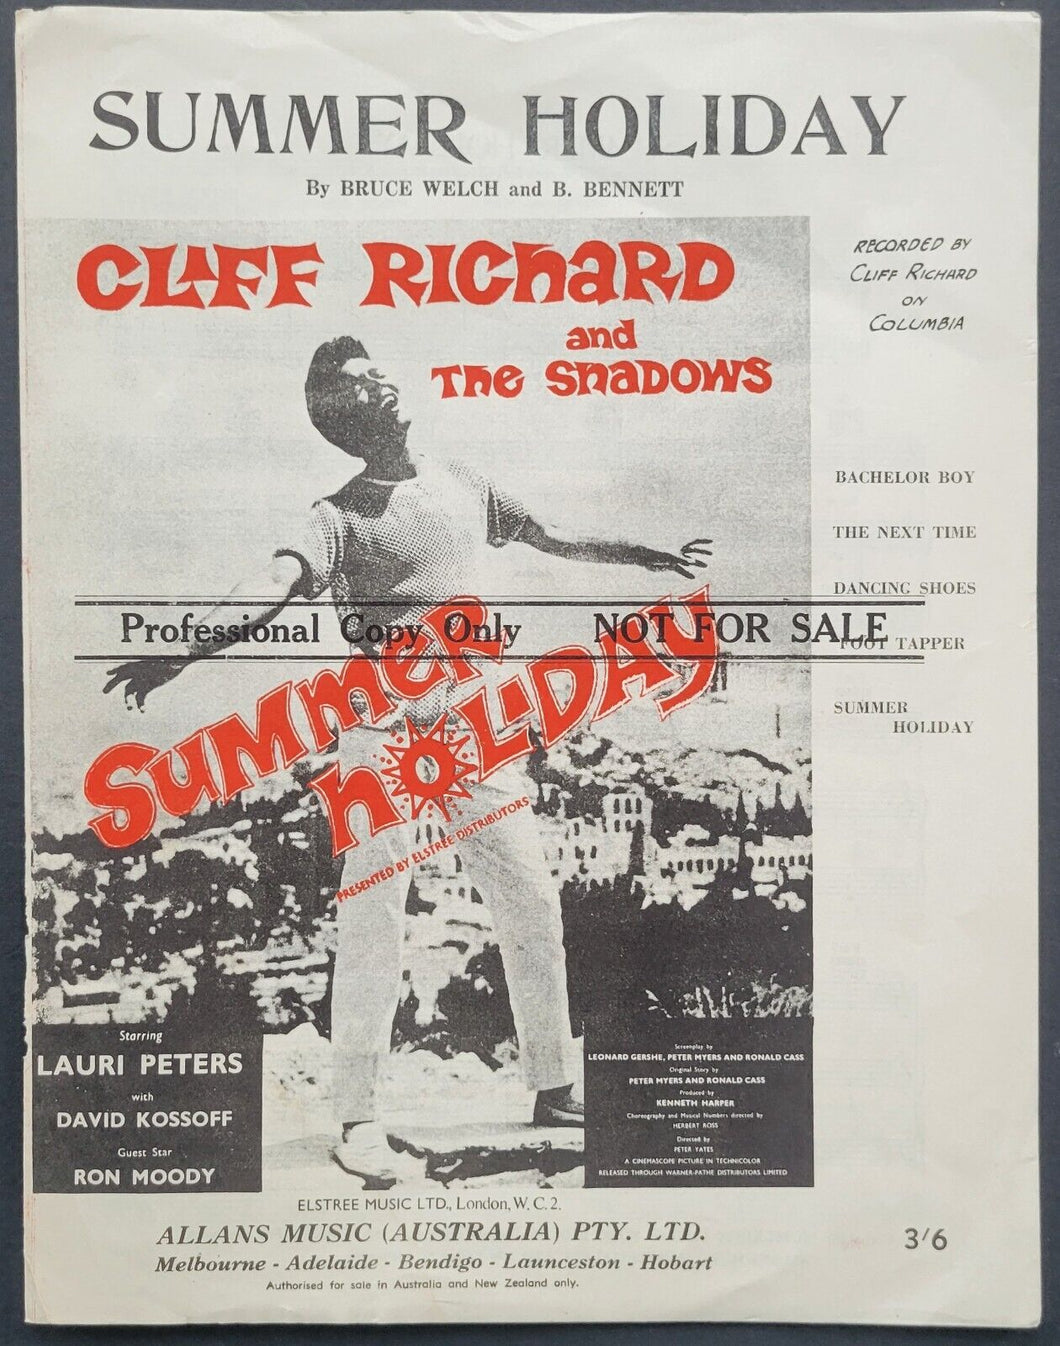 SUMMER HOLIDAY
By BRUCE WELCH and B. BENNETT
CLIFF RICHARD
and
THE SHADOWS
RECORDED BY
CLIFF RICHARD
ON
COLUMBIA
BACHELOR BOY
THE NEXT TIME
DANCING SHOES
FOOT TAPPER
SUMMER
HOLIDAY
Professional Copy Only NOT FOR SALE
SUMMER
HOLIDAY
PRESENTED BY ELSTREE DISTRIBUTORS
Starring
LAURI PETERS
with
DAVID KOSSOFF
Guest Star
RON MOODY
Screenplay by
LEONARD GERSHE, PETER MYERS AND RONALD CASS
Original Story by
PETER MYERS AND RONALD CASS
Produced by
KENNETH HARPER
Choreography and Musical Numbers directed by
HERBERT ROSS
Directed by
PETER YATES
A CINEMASCOPE PICTURE IN TECHNICOLOR
RELEASED THROUGH WARNER-PATHE DISTRIBUTORS LIMITED
ELSTREE MUSIC LTD., London, W.C.2.
ALLANS MUSIC (AUSTRALIA) PTY. LTD.
Melbourne - Adelaide - Bendigo - Launceston - Hobart
Authorised for sale in Australia and New Zealand only.
3/6